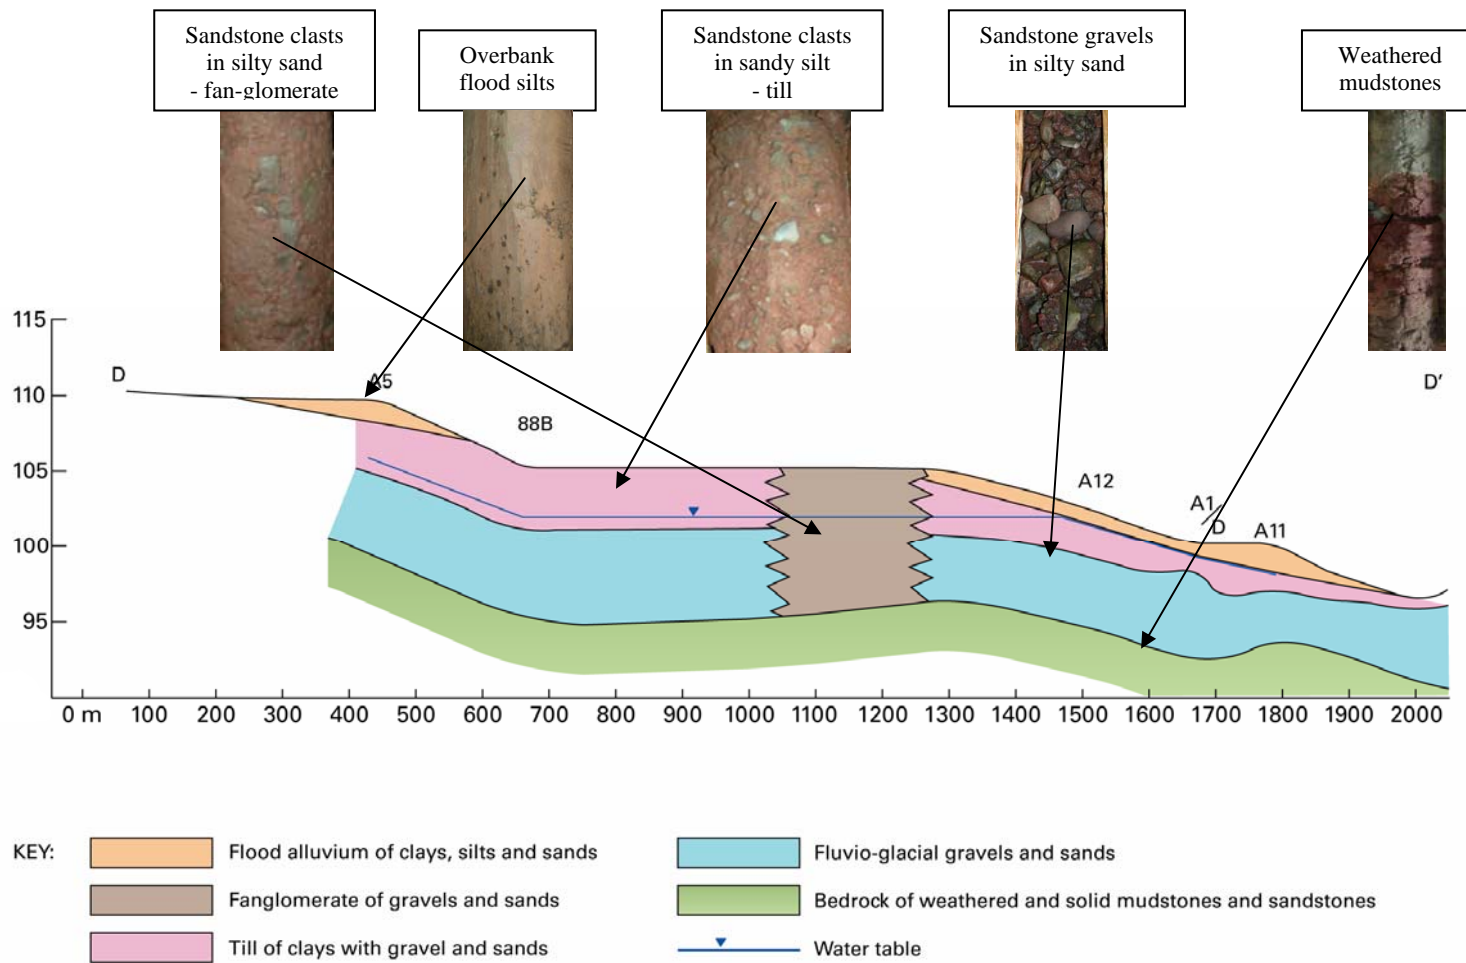 Sandstone clasts
in silty sand
- fan-glomerate
Overbank
flood silts
Sandstone clasts
in sandy silt
- till
Sandstone gravels
in silty sand
Weathered
mudstones
115
110
105
100
95
D
A5
88B
A12
A1
D
A11
D'
0 m 100 200 300 400 500 600 700 800 900 1000 1100 1200 1300 1400 1500 1600 1700 1800 1900 2000
KEY:
Flood alluvium of clays, silts and sands
Fanglomerate of gravels and sands
Till of clays with gravel and sands
Fluvio-glacial gravels and sands
Bedrock of weathered and solid mudstones and sandstones
Water table